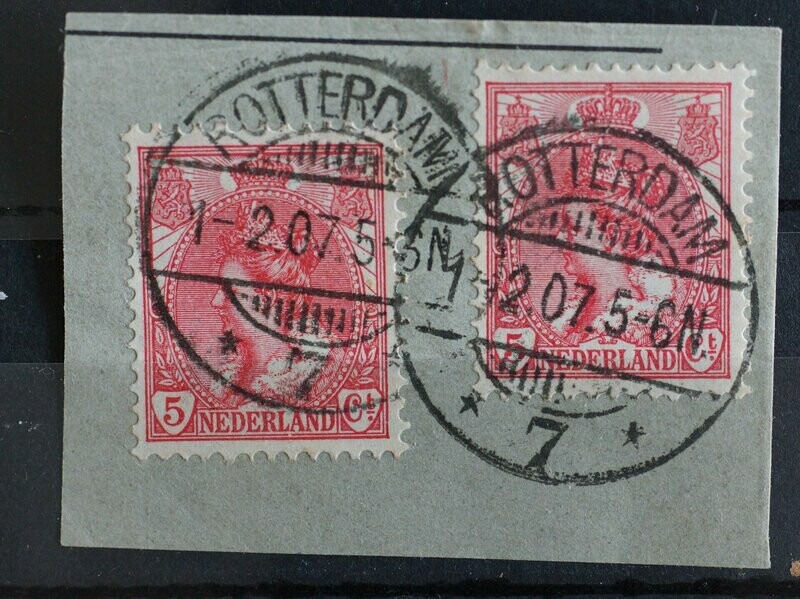 ROTTERDAM
1-2.07.5-6N
* 7 *
5 NEDERLAND Ct
ROTTERDAM
1-2.07.5-6N
* 7 *
5 NEDERLAND Ct